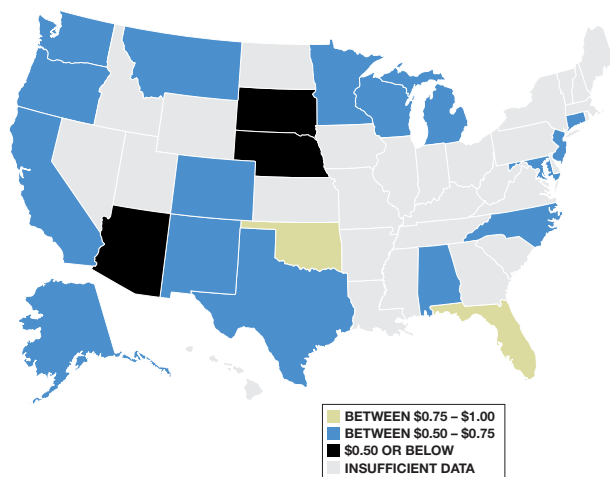 BETWEEN $0.75 – $1.00
BETWEEN $0.50 – $0.75
$0.50 OR BELOW
INSUFFICIENT DATA